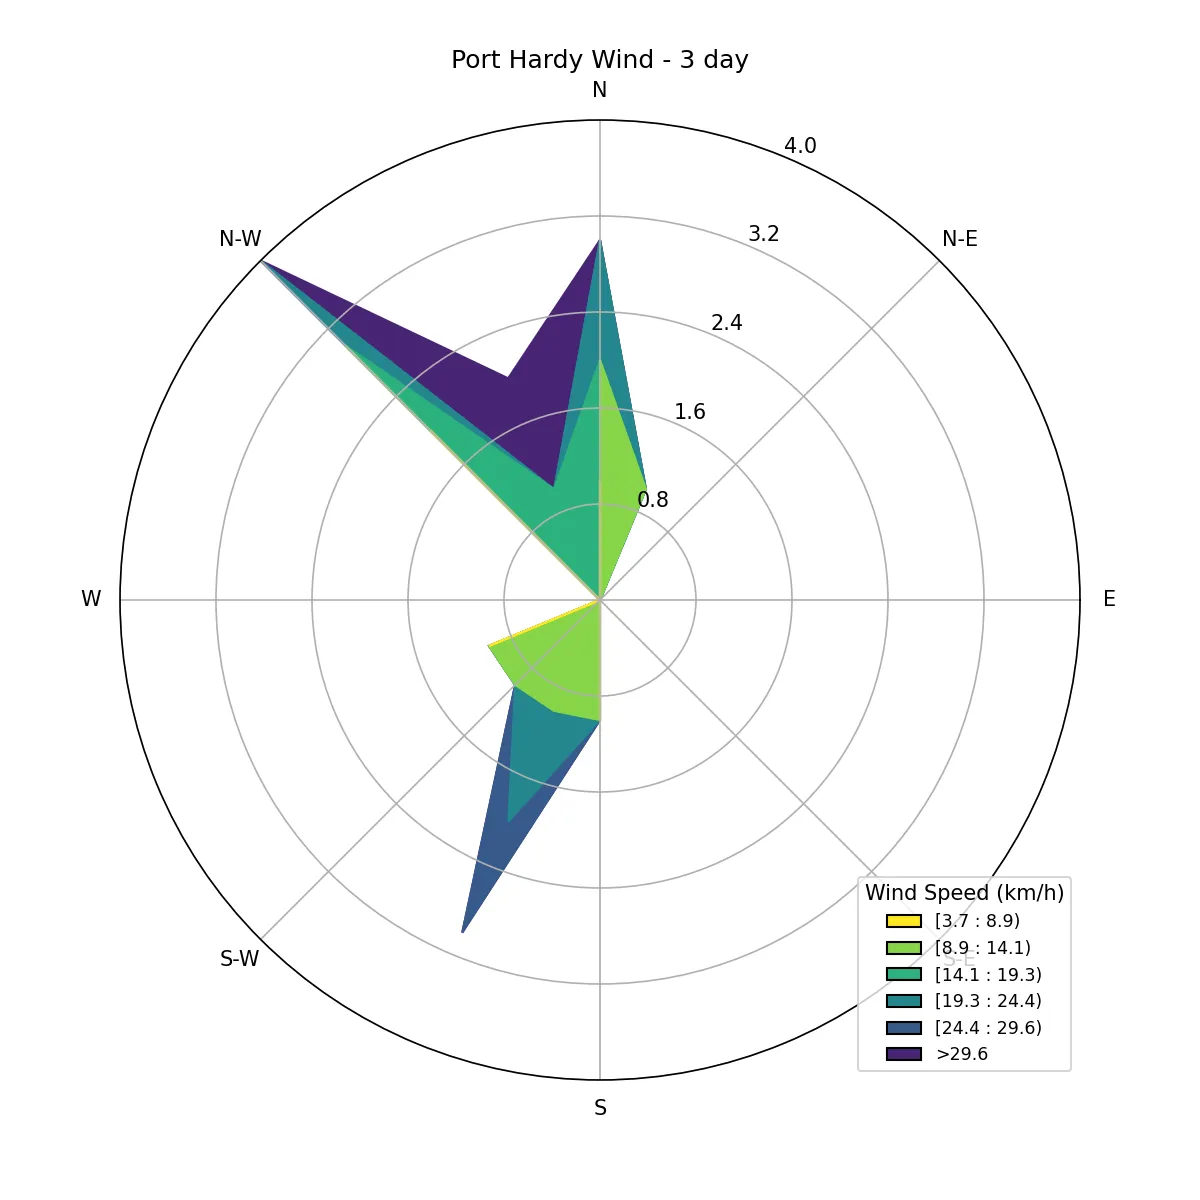 Port Hardy Wind - 3 day
N
4.0
N-W
3.2
N-E
2.4
1.6
0.8
W
E
Wind Speed (km/h)
[3.7 : 8.9)
[8.9 : 14.1)
S-W
S-E
[14.1 : 19.3)
[19.3 : 24.4)
[24.4 : 29.6)
>29.6
S